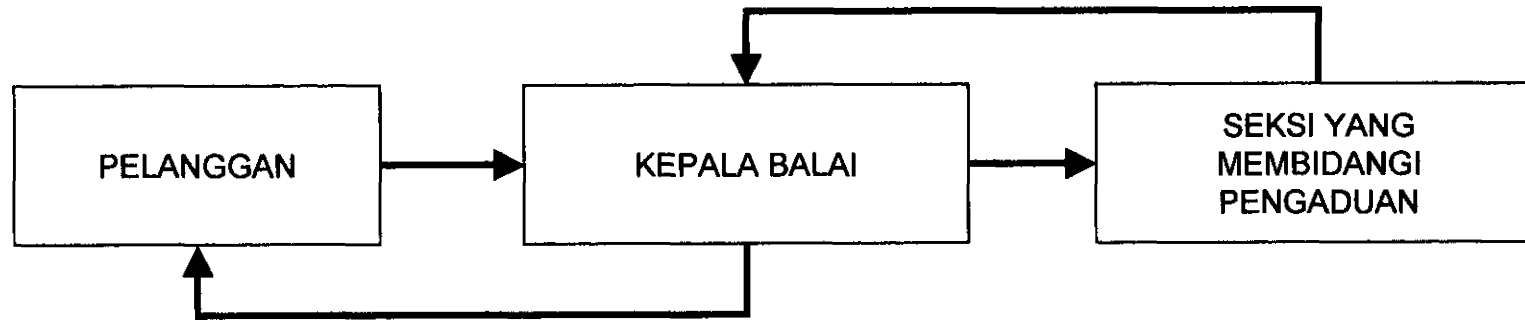 PELANGGAN
KEPALA BALAI
SEKSI YANG
MEMBIDANGI
PENGADUAN